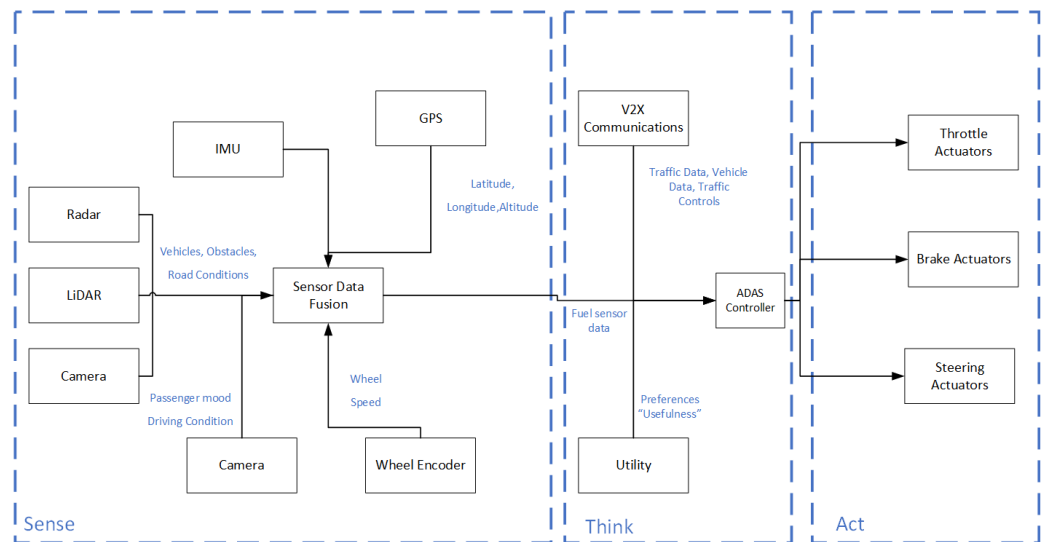 GPS
V2X
Communications
IMU
Throttle
Actuators
Latitude,
Longitude,Altitude
Traffic Data, Vehicle
Data, Traffic
Controls
Radar
Vehicles, Obstacles,
Road Conditions
LiDAR
Sensor Data
Fusion
ADAS
Controller
Brake Actuators
Fuel sensor
data
Camera
Passenger mood
Driving Condition
Wheel
Speed
Preferences
“Usefulness”
Steering
Actuators
Camera
Wheel Encoder
Utility
Sense
Think
Act